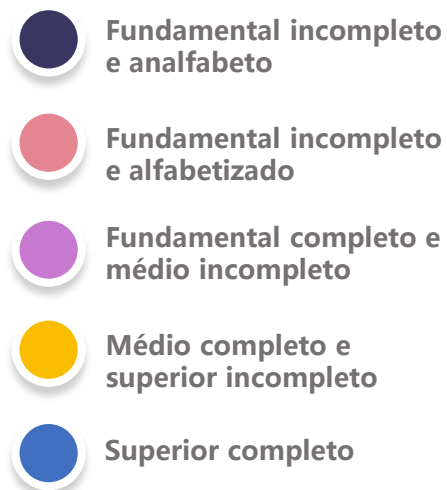 Fundamental incompleto
e analfabeto
Fundamental incompleto
e alfabetizado
Fundamental completo e
médio incompleto
Médio completo e
superior incompleto
Superior completo